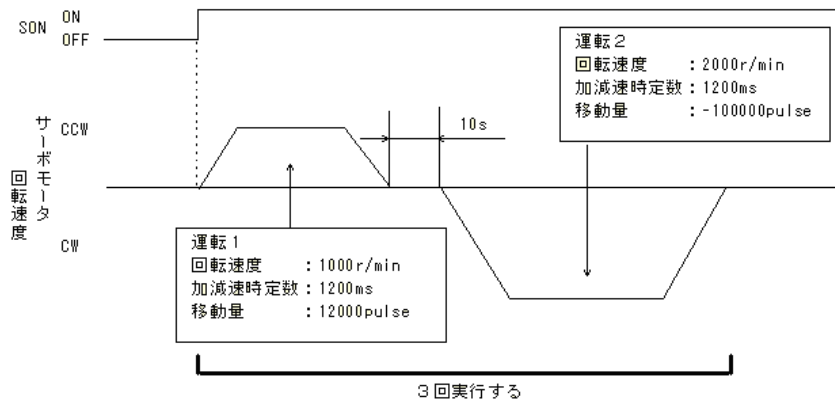 SON
ON
OFF
サーボモータ
回転速度
CCW
CW
10s
運転1
回転速度 :1000r/min
加減速時定数:1200ms
移動量 :12000pulse
運転2
回転速度 :2000r/min
加減速時定数:1200ms
移動量 :-100000pulse
3回実行する